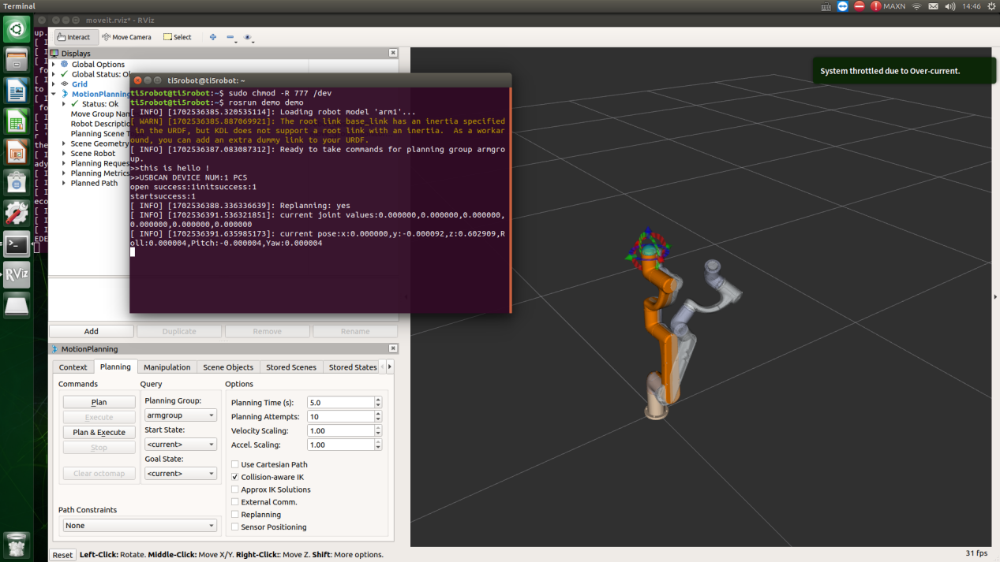 Terminal
MAXN
14:46
moveit.rviz* - RViz
Interact
Move Camera
Select
Displays
Global Options
Global Status: Ok
Grid
MotionPlanning
Status: Ok
Move Group Nam
Robot Descriptio
Planning Scene T
Scene Geometry
Scene Robot
Planning Reques
Planning Metrics
Planned Path
ti5robot@ti5robot: ~
ti5robot@ti5robot:~$ sudo chmod -R 777 /dev
ti5robot@ti5robot:~$ rosrun demo demo
[ INFO] [1702536385.320535114]: Loading robot model 'arm1'...
[ WARN] [1702536385.887069921]: The root link base_link has an inertia specified
in the URDF, but KDL does not support a root link with an inertia.  As a workar
ound, you can add an extra dummy link to your URDF.
[ INFO] [1702536387.083087312]: Ready to take commands for planning group armgro
up.
>>this is hello !
>>USBCAN DEVICE NUM:1 PCS
open success:1initsuccess:1
startsuccess:1
[ INFO] [1702536388.336336639]: Replanning: yes
[ INFO] [1702536391.536321851]: current joint values:0.000000,0.000000,0.000000,
0.000000,0.000000,0.000000
[ INFO] [1702536391.635985173]: current pose:x:0.000000,y:-0.000092,z:0.602909,R
oll:0.000004,Pitch:-0.000004,Yaw:0.000004
System throttled due to Over-current.
Add
Duplicate
Remove
Rename
MotionPlanning
Context
Planning
Manipulation
Scene Objects
Stored Scenes
Stored States
Commands
Plan
Execute
Plan & Execute
Stop
Clear octomap
Query
Planning Group:
armgroup
Start State:
<current>
Goal State:
<current>
Options
Planning Time (s): 5.0
Planning Attempts: 10
Velocity Scaling: 1.00
Accel. Scaling: 1.00
Use Cartesian Path
Collision-aware IK
Approx IK Solutions
External Comm.
Replanning
Sensor Positioning
Path Constraints
None
Reset
Left-Click: Rotate. Middle-Click: Move X/Y. Right-Click:: Move Z. Shift: More options.
31 fps